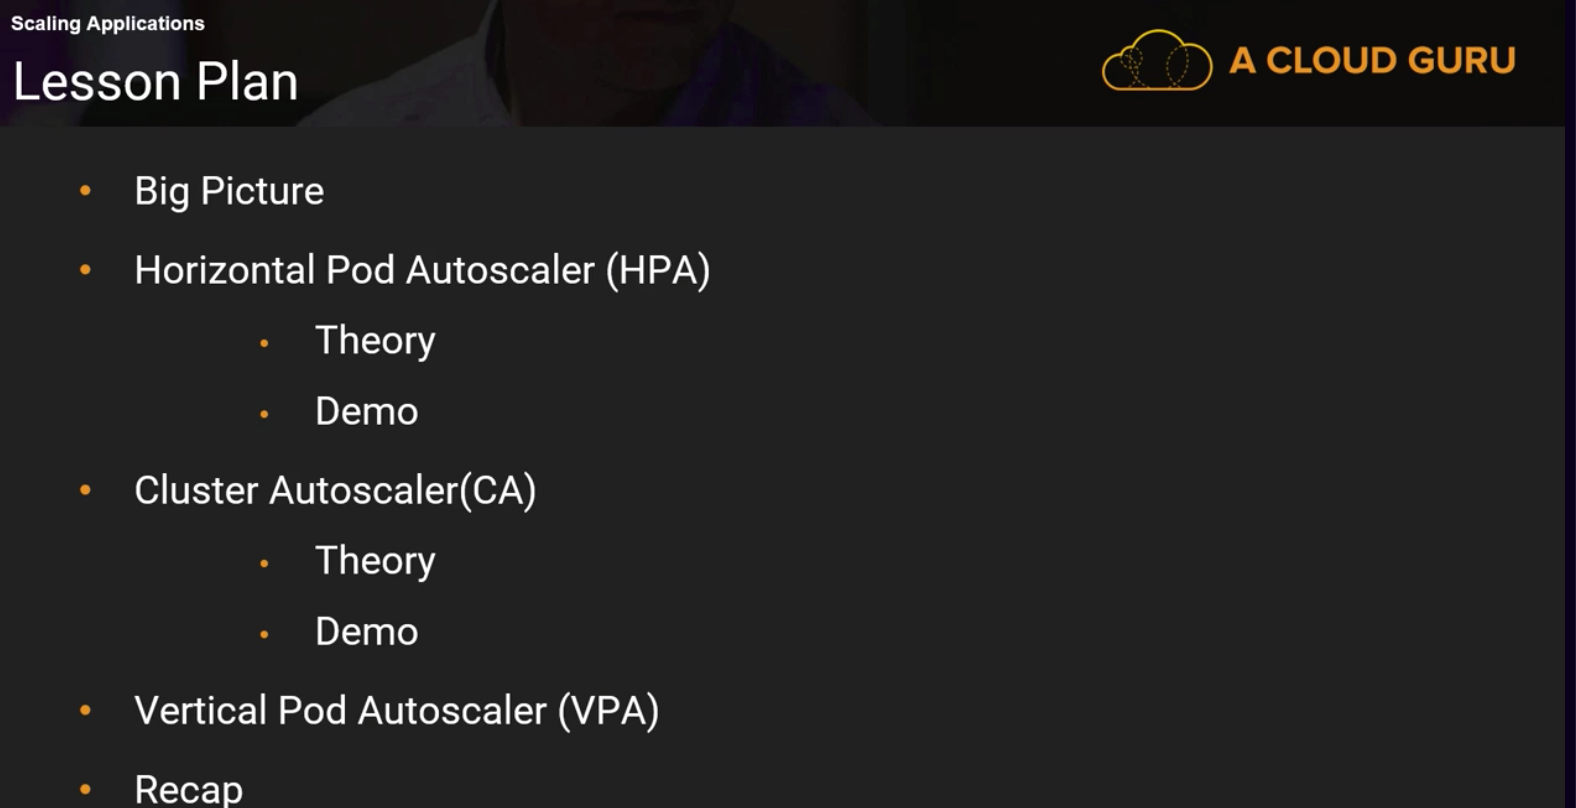 Scaling Applications
Lesson Plan
A CLOUD GURU
• Big Picture
• Horizontal Pod Autoscaler (HPA)
• Theory
• Demo
• Cluster Autoscaler(CA)
• Theory
• Demo
• Vertical Pod Autoscaler (VPA)
• Recap